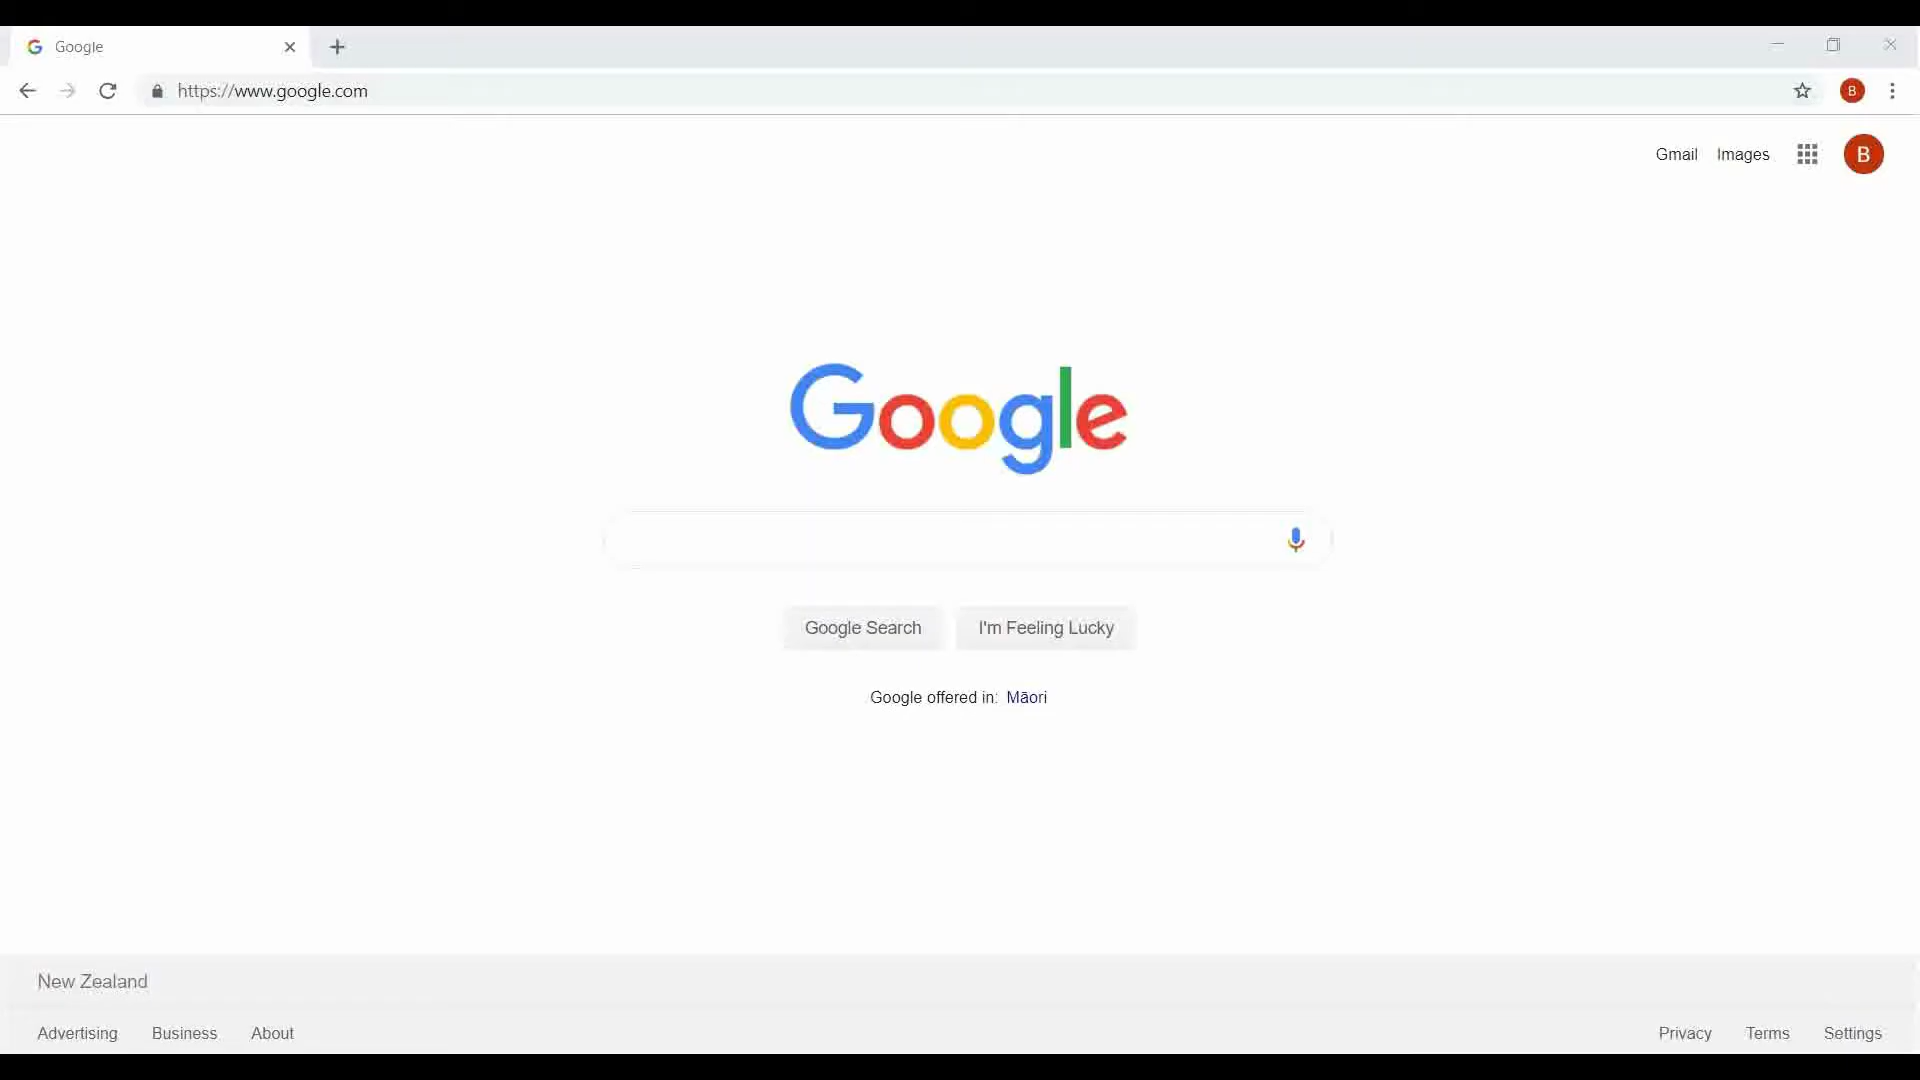 Google
https://www.google.com
B
Gmail Images B
Google
Google Search I'm Feeling Lucky
Google offered in: Māori
New Zealand
Advertising Business About Privacy Terms Settings